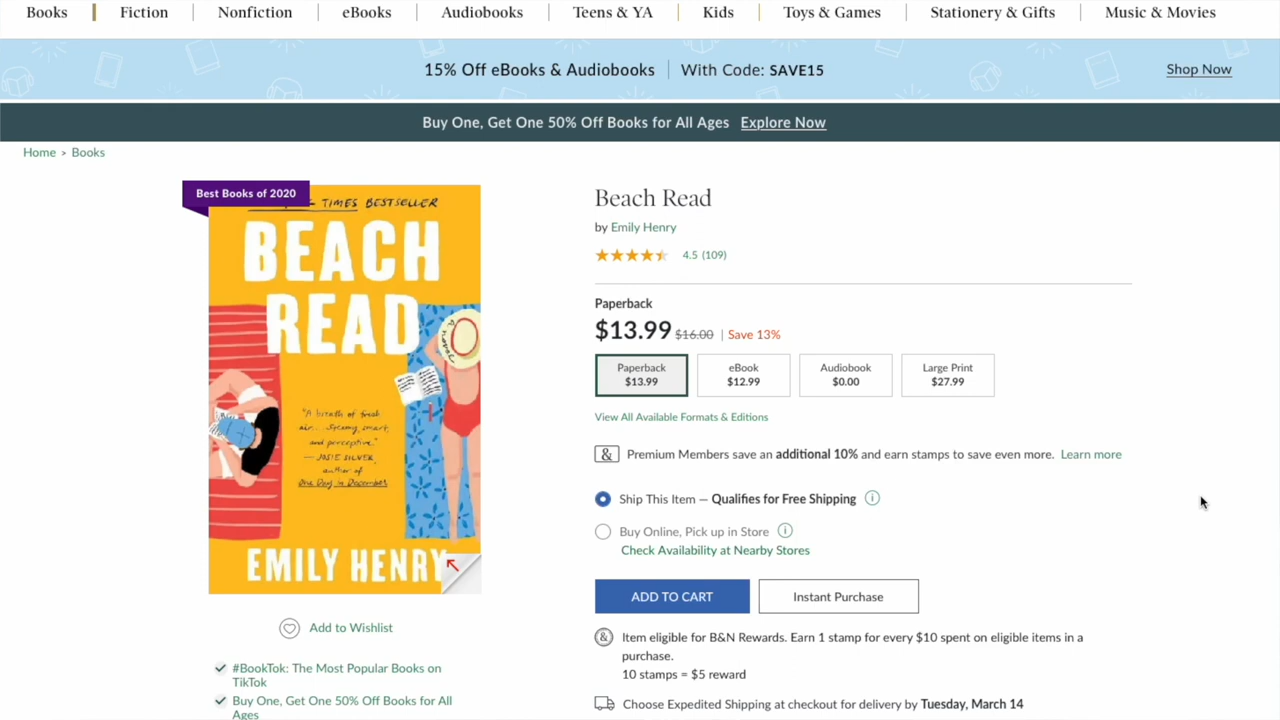 Books Fiction Nonfiction eBooks Audiobooks Teens & YA Kids Toys & Games Stationery & Gifts Music & Movies
15% Off eBooks & Audiobooks With Code: SAVE15 Shop Now
Buy One, Get One 50% Off Books for All Ages Explore Now
Home > Books
Best Books of 2020
TIMES BESTSELLER
BEACH
READ
A NOVEL
"A breath of fresh
air... Steamy, smart,
and perceptive."
— JOSIE SILVER,
author of
One Day in December
EMILY HENRY
Add to Wishlist
#BookTok: The Most Popular Books on
TikTok
Buy One, Get One 50% Off Books for All
Ages
Beach Read
by Emily Henry
4.5 (109)
Paperback
$13.99 $16.00 | Save 13%
Paperback eBook Audiobook Large Print
$13.99 $12.99 $0.00 $27.99
View All Available Formats & Editions
& Premium Members save an additional 10% and earn stamps to save even more. Learn more
Ship This Item — Qualifies for Free Shipping i
Buy Online, Pick up in Store i
Check Availability at Nearby Stores
ADD TO CART Instant Purchase
& Item eligible for B&N Rewards. Earn 1 stamp for every $10 spent on eligible items in a
purchase.
10 stamps = $5 reward
Choose Expedited Shipping at checkout for delivery by Tuesday, March 14